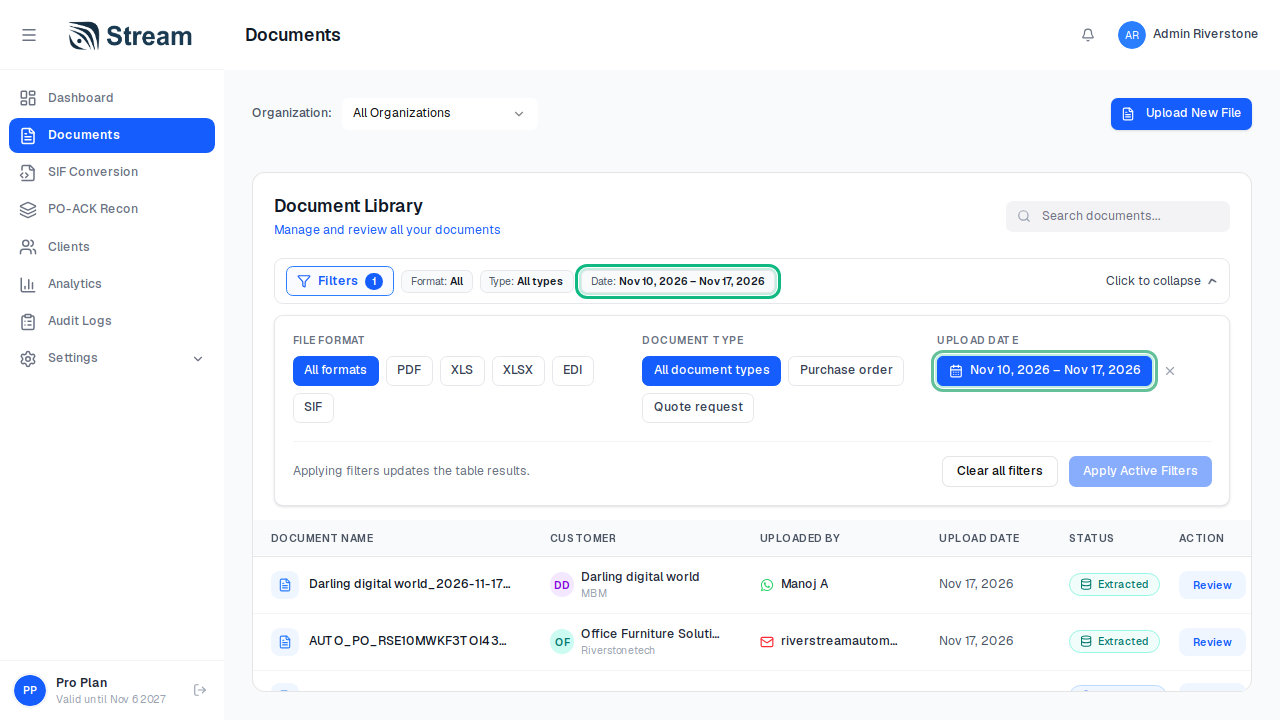 Stream
Documents
AR
Admin Riverstone
Dashboard
Documents
SIF Conversion
PO-ACK Recon
Clients
Analytics
Audit Logs
Settings
Organization:
All Organizations
Upload New File
Document Library
Manage and review all your documents
Search documents...
Filters 1
Format: All
Type: All types
Date: Nov 10, 2026 – Nov 17, 2026
Click to collapse
FILE FORMAT
All formats
PDF
XLS
XLSX
EDI
SIF
DOCUMENT TYPE
All document types
Purchase order
Quote request
UPLOAD DATE
Nov 10, 2026 – Nov 17, 2026
Applying filters updates the table results.
Clear all filters
Apply Active Filters
DOCUMENT NAME
CUSTOMER
UPLOADED BY
UPLOAD DATE
STATUS
ACTION
Darling digital world_2026-11-17...
DD
Darling digital world
MBM
Manoj A
Nov 17, 2026
Extracted
Review
AUTO_PO_RSE10MWKF3TOI43...
OF
Office Furniture Soluti...
Riverstonetech
riverstreamautom...
Nov 17, 2026
Extracted
Review
PP
Pro Plan
Valid until Nov 6 2027